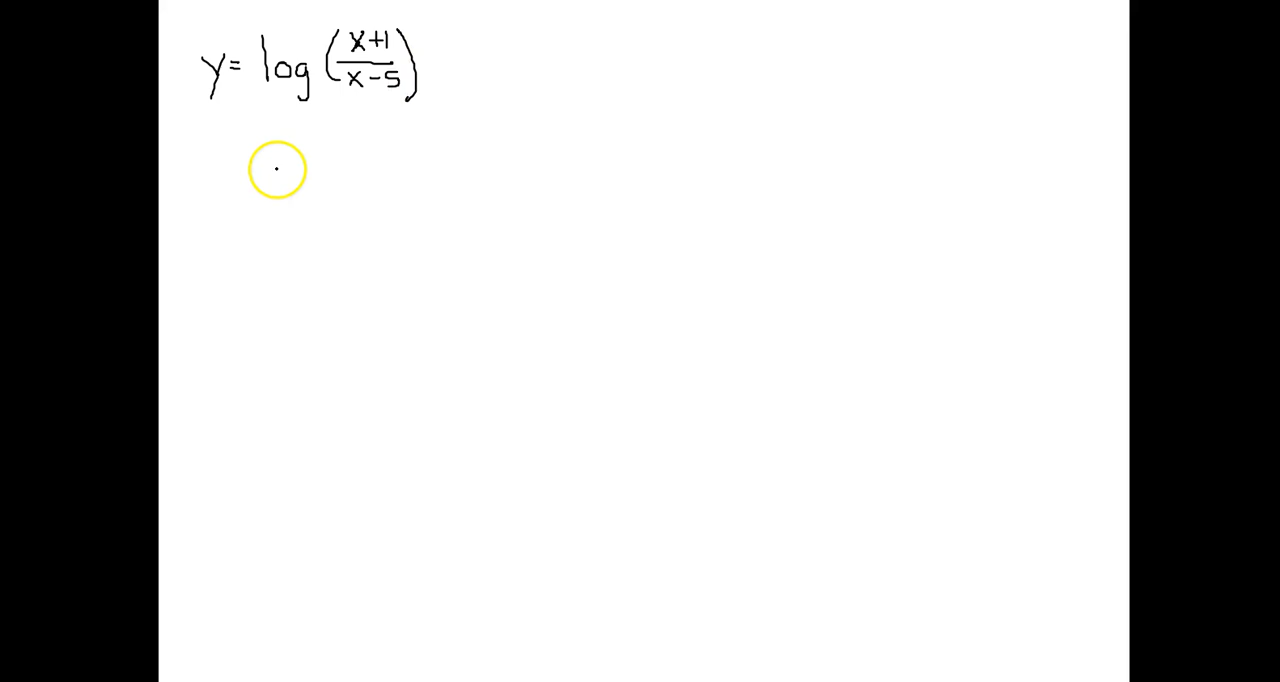 y = log (x+1/x-5)